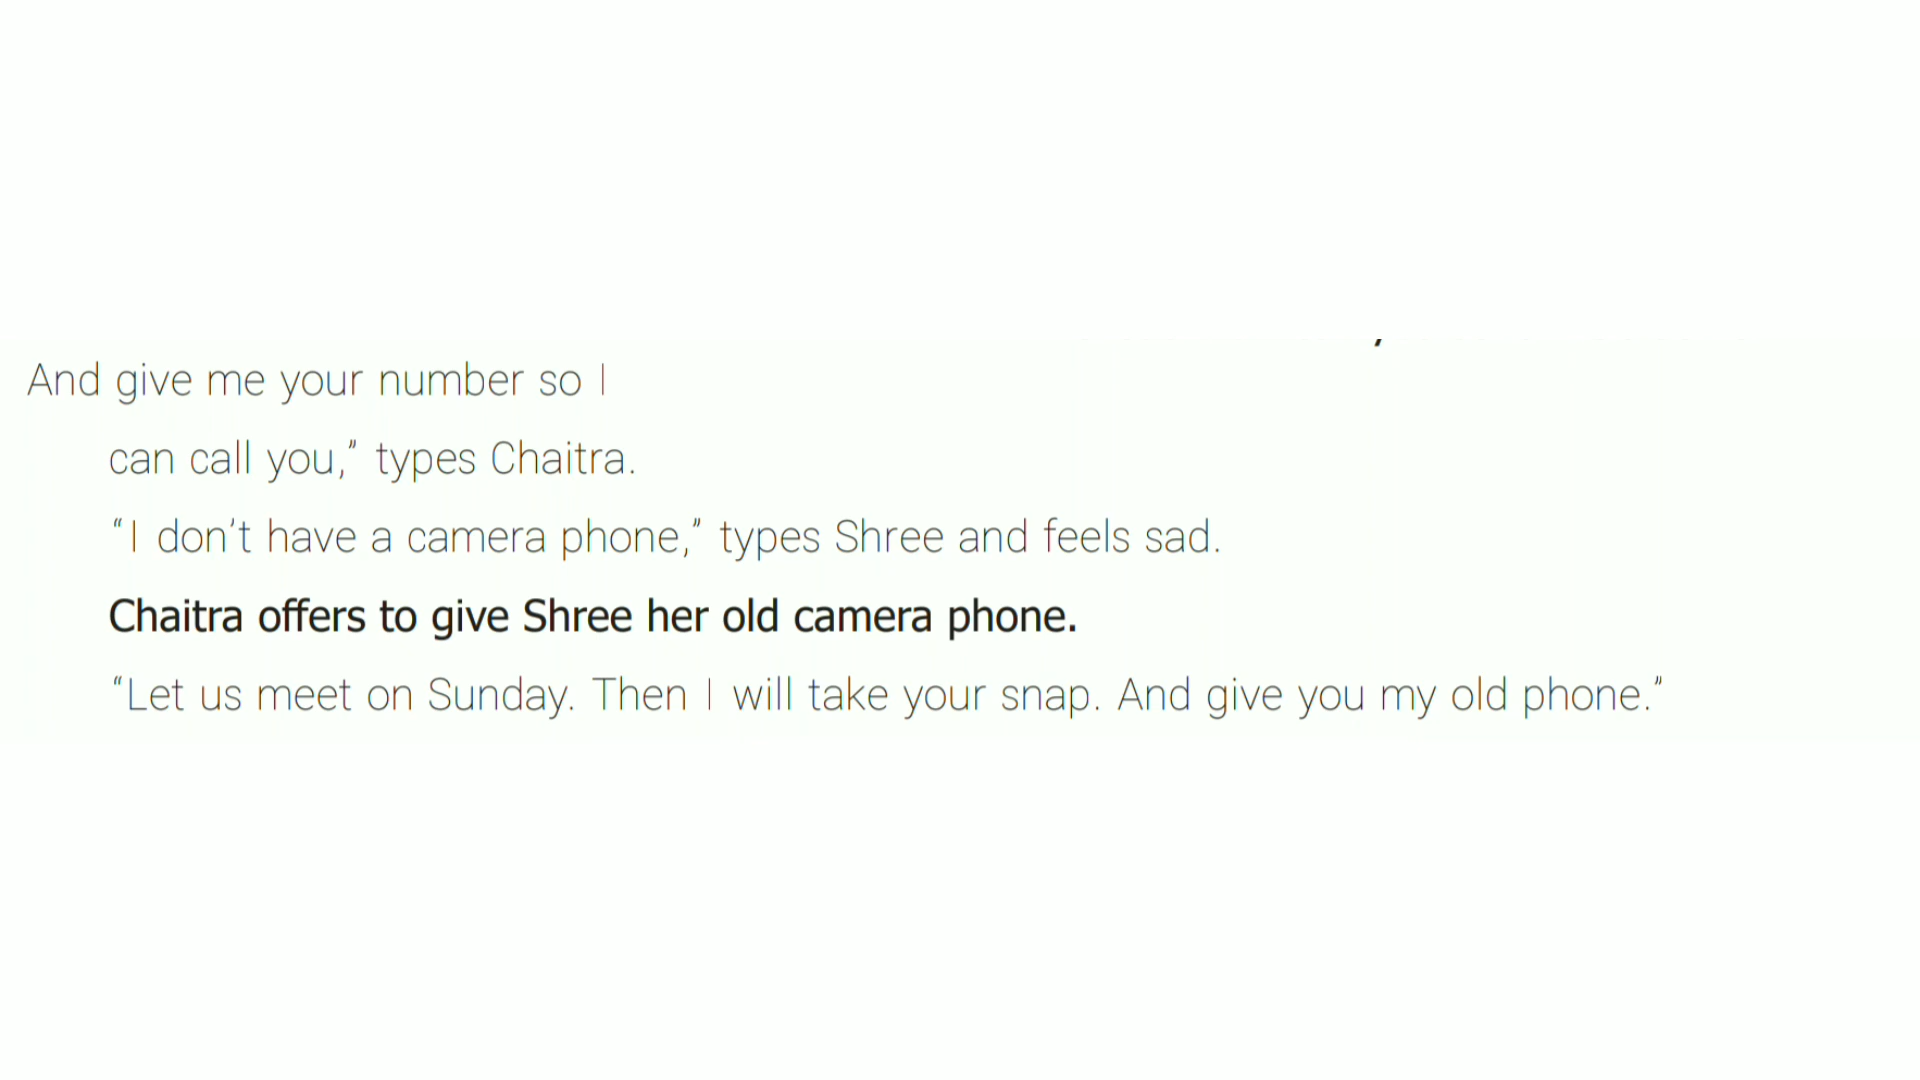 And give me your number so I
can call you,” types Chaitra.
“I don’t have a camera phone,” types Shree and feels sad.
Chaitra offers to give Shree her old camera phone.
“Let us meet on Sunday. Then I will take your snap. And give you my old phone.”